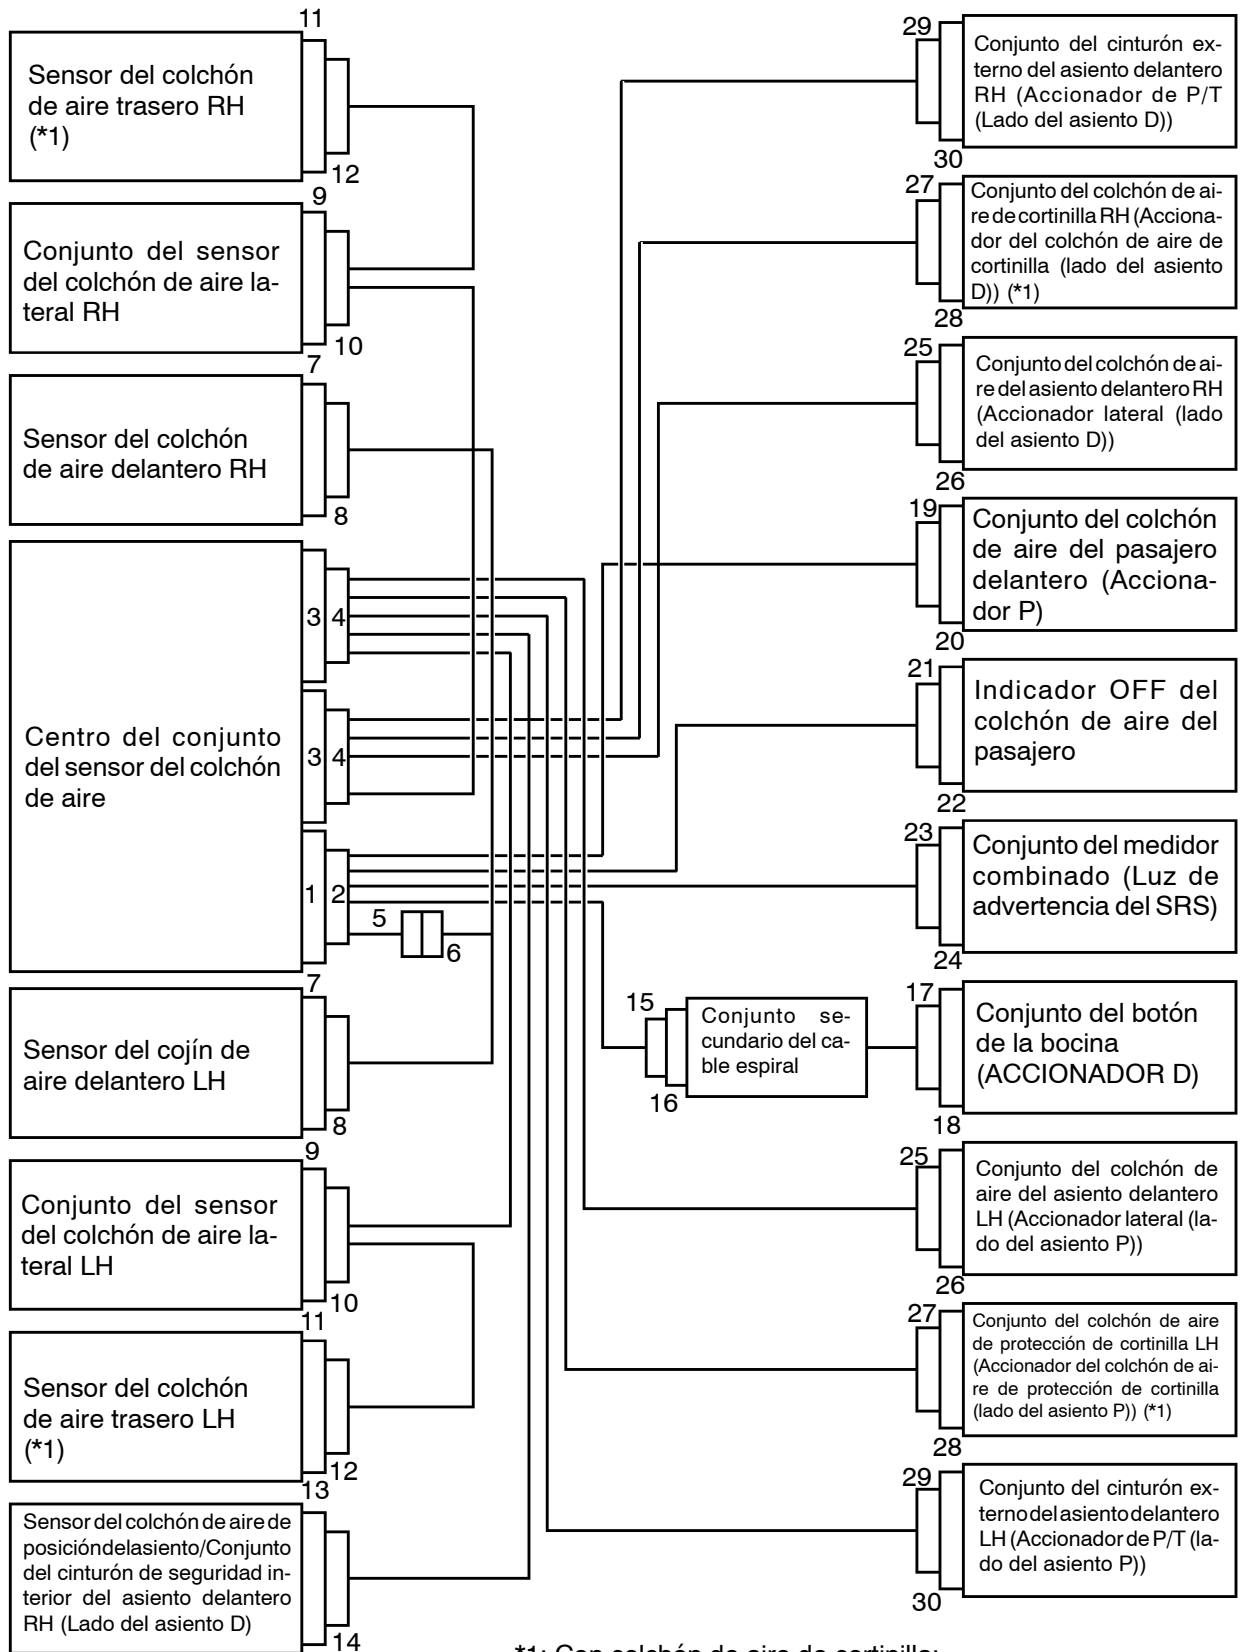 11
Sensor del colchón
de aire trasero RH
(*1)
12
9
Conjunto del sensor
del colchón de aire la-
teral RH
10
7
Sensor del colchón
de aire delantero RH
8
3 4
Centro del conjunto
del sensor del colchón
de aire
3 4
1 2
5
6
7
Sensor del cojín de
aire delantero LH
8
9
Conjunto del sensor
del colchón de aire la-
teral LH
10
11
Sensor del colchón
de aire trasero LH
(*1)
12
13
Sensor del colchón de aire de
posición del asiento/Conjunto
del cinturón de seguridad in-
terior del asiento delantero
RH (Lado del asiento D)
14
29
Conjunto del cinturón ex-
terno del asiento delantero
RH (Accionador de P/T
(Lado del asiento D))
30
27
Conjunto del colchón de ai-
re de cortinilla RH (Acciona-
dor del colchón de aire de
cortinilla (lado del asiento
D)) (*1)
28
25
Conjunto del colchón de ai-
re del asiento delantero RH
(Accionador lateral (lado
del asiento D))
26
19
Conjunto del colchón
de aire del pasajero
delantero (Acciona-
dor P)
20
21
Indicador OFF del
colchón de aire del
pasajero
22
23
Conjunto del medidor
combinado (Luz de
advertencia del SRS)
24
15
Conjunto se-
cundario del ca-
ble espiral
16
17
Conjunto del botón
de la bocina
(ACCIONADOR D)
18
25
Conjunto del colchón de
aire del asiento delantero
LH (Accionador lateral (la-
do del asiento P))
26
27
Conjunto del colchón de aire
de protección de cortinilla LH
(Accionador del colchón de ai-
re de protección de cortinilla
(lado del asiento P)) (*1)
28
29
Conjunto del cinturón ex-
terno del asiento delantero
LH (Accionador de P/T (la-
do del asiento P))
30
*1: Con colchón de aire de cortinilla: